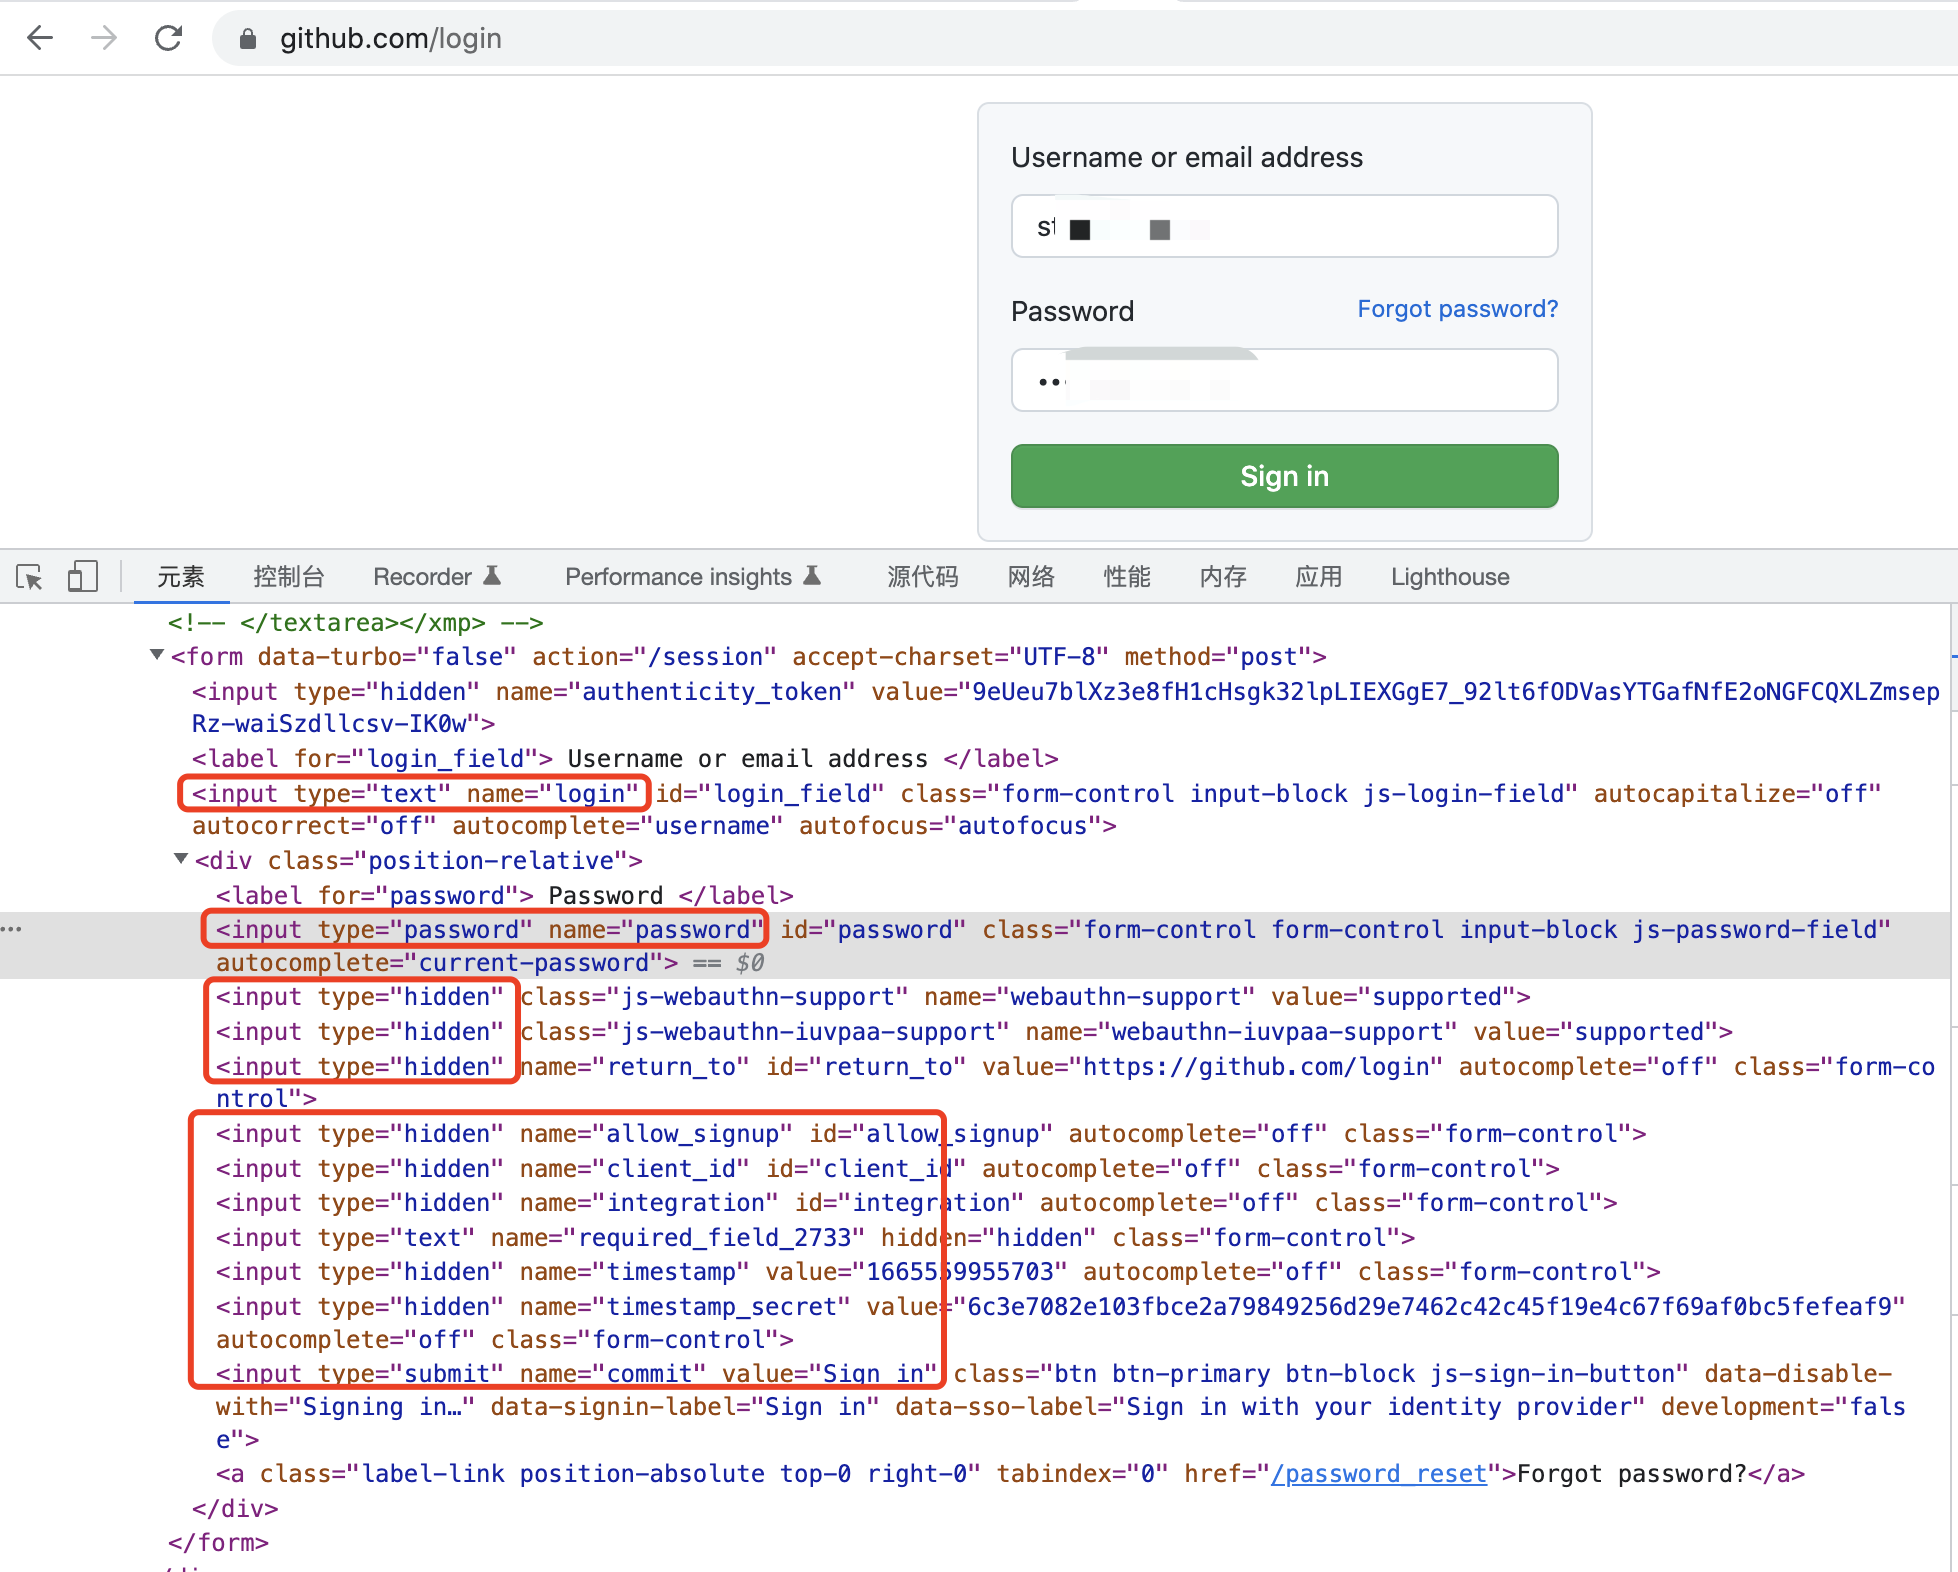 github.com/login
Username or email address
st
Password
Forgot password?
Sign in
元素 控制台 Recorder Performance insights 源代码 网络 性能 内存 应用 Lighthouse
<!-- </textarea></xmp> -->
<form data-turbo="false" action="/session" accept-charset="UTF-8" method="post">
<input type="hidden" name="authenticity_token" value="9eUeu7blXz3e8fH1cHsgk32lpLIEXGgE7_92lt6fODVasYTGafNfE2oNGFCQXLZmsep
Rz-waiSzdllcsv-IK0w">
<label for="login_field"> Username or email address </label>
<input type="text" name="login" id="login_field" class="form-control input-block js-login-field" autocapitalize="off"
autocorrect="off" autocomplete="username" autofocus="autofocus">
<div class="position-relative">
<label for="password"> Password </label>
<input type="password" name="password" id="password" class="form-control form-control input-block js-password-field"
autocomplete="current-password"> == $0
<input type="hidden" class="js-webauthn-support" name="webauthn-support" value="supported">
<input type="hidden" class="js-webauthn-iuvpaa-support" name="webauthn-iuvpaa-support" value="supported">
<input type="hidden" name="return_to" id="return_to" value="https://github.com/login" autocomplete="off" class="form-co
ntrol">
<input type="hidden" name="allow_signup" id="allow_signup" autocomplete="off" class="form-control">
<input type="hidden" name="client_id" id="client_id" autocomplete="off" class="form-control">
<input type="hidden" name="integration" id="integration" autocomplete="off" class="form-control">
<input type="text" name="required_field_2733" hidden="hidden" class="form-control">
<input type="hidden" name="timestamp" value="1665559955703" autocomplete="off" class="form-control">
<input type="hidden" name="timestamp_secret" value="6c3e7082e103fbce2a79849256d29e7462c42c45f19e4c67f69af0bc5fefeaf9"
autocomplete="off" class="form-control">
<input type="submit" name="commit" value="Sign in" class="btn btn-primary btn-block js-sign-in-button" data-disable-
with="Signing in…" data-signin-label="Sign in" data-sso-label="Sign in with your identity provider" development="fals
e">
<a class="label-link position-absolute top-0 right-0" tabindex="0" href="/password_reset">Forgot password?</a>
</div>
</form>